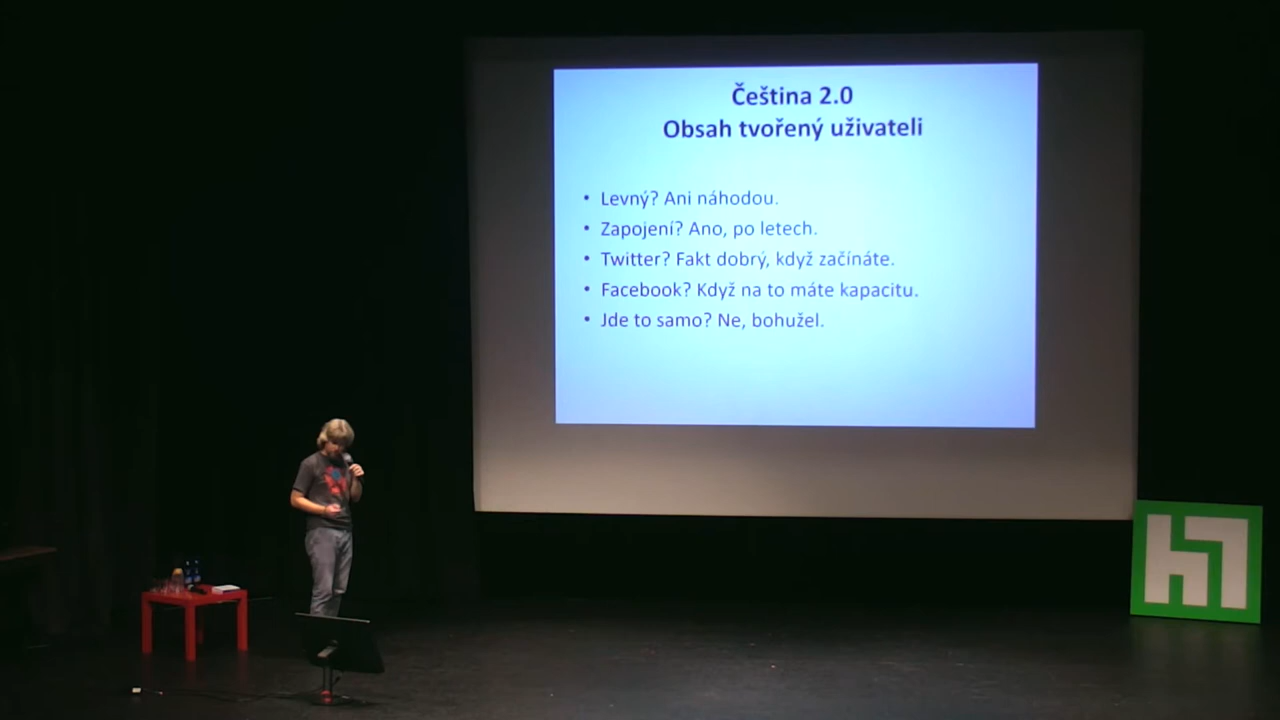 Čeština 2.0
Obsah tvořený uživateli
• Levný? Ani náhodou.
• Zapojení? Ano, po letech.
• Twitter? Fakt dobrý, když začínáte.
• Facebook? Když na to máte kapacitu.
• Jde to samo? Ne, bohužel.